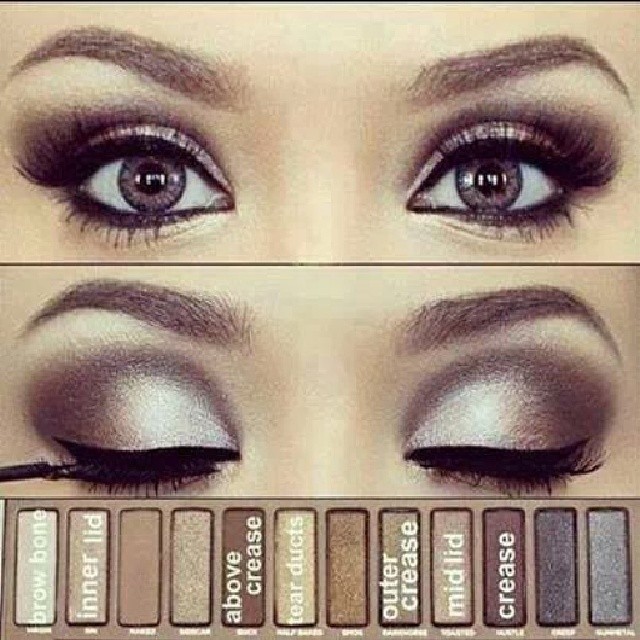 brow bone
inner lid
above
crease
tear ducts
outer
crease
mid lid
crease
VIRGIN
SIN
NAKED
SIDECAR
BUCK
HALF BAKED
SMOG
DARKHORSE
TOASTED
HUSTLE
CREEP
GUNMETAL